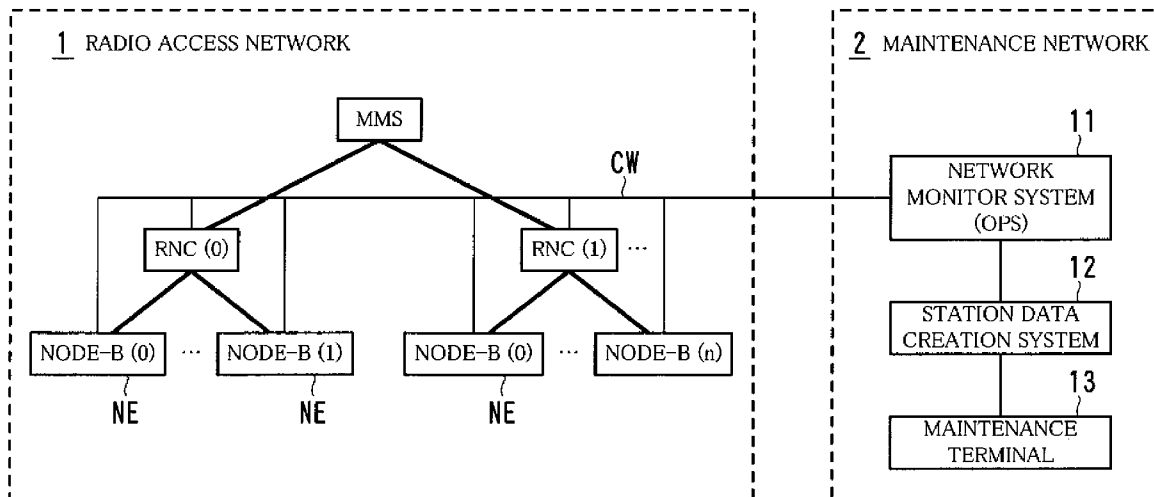 1 RADIO ACCESS NETWORK
2 MAINTENANCE NETWORK
MMS
11
CW
NETWORK
MONITOR SYSTEM
(OPS)
RNC (0)
RNC (1) ...
12
STATION DATA
CREATION SYSTEM
NODE-B (0) ... NODE-B (1)
NODE-B (0) ... NODE-B (n)
NE
NE
NE
13
MAINTENANCE
TERMINAL